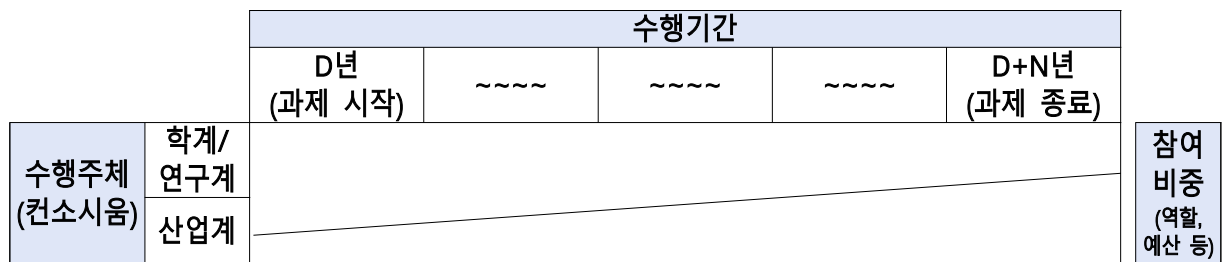 수행기간
D년
(과제 시작)
~~~~
~~~~
~~~~
D+N년
(과제 종료)
수행주체
(컨소시움)
학계/
연구계
산업계
참여
비중
(역할,
예산 등)